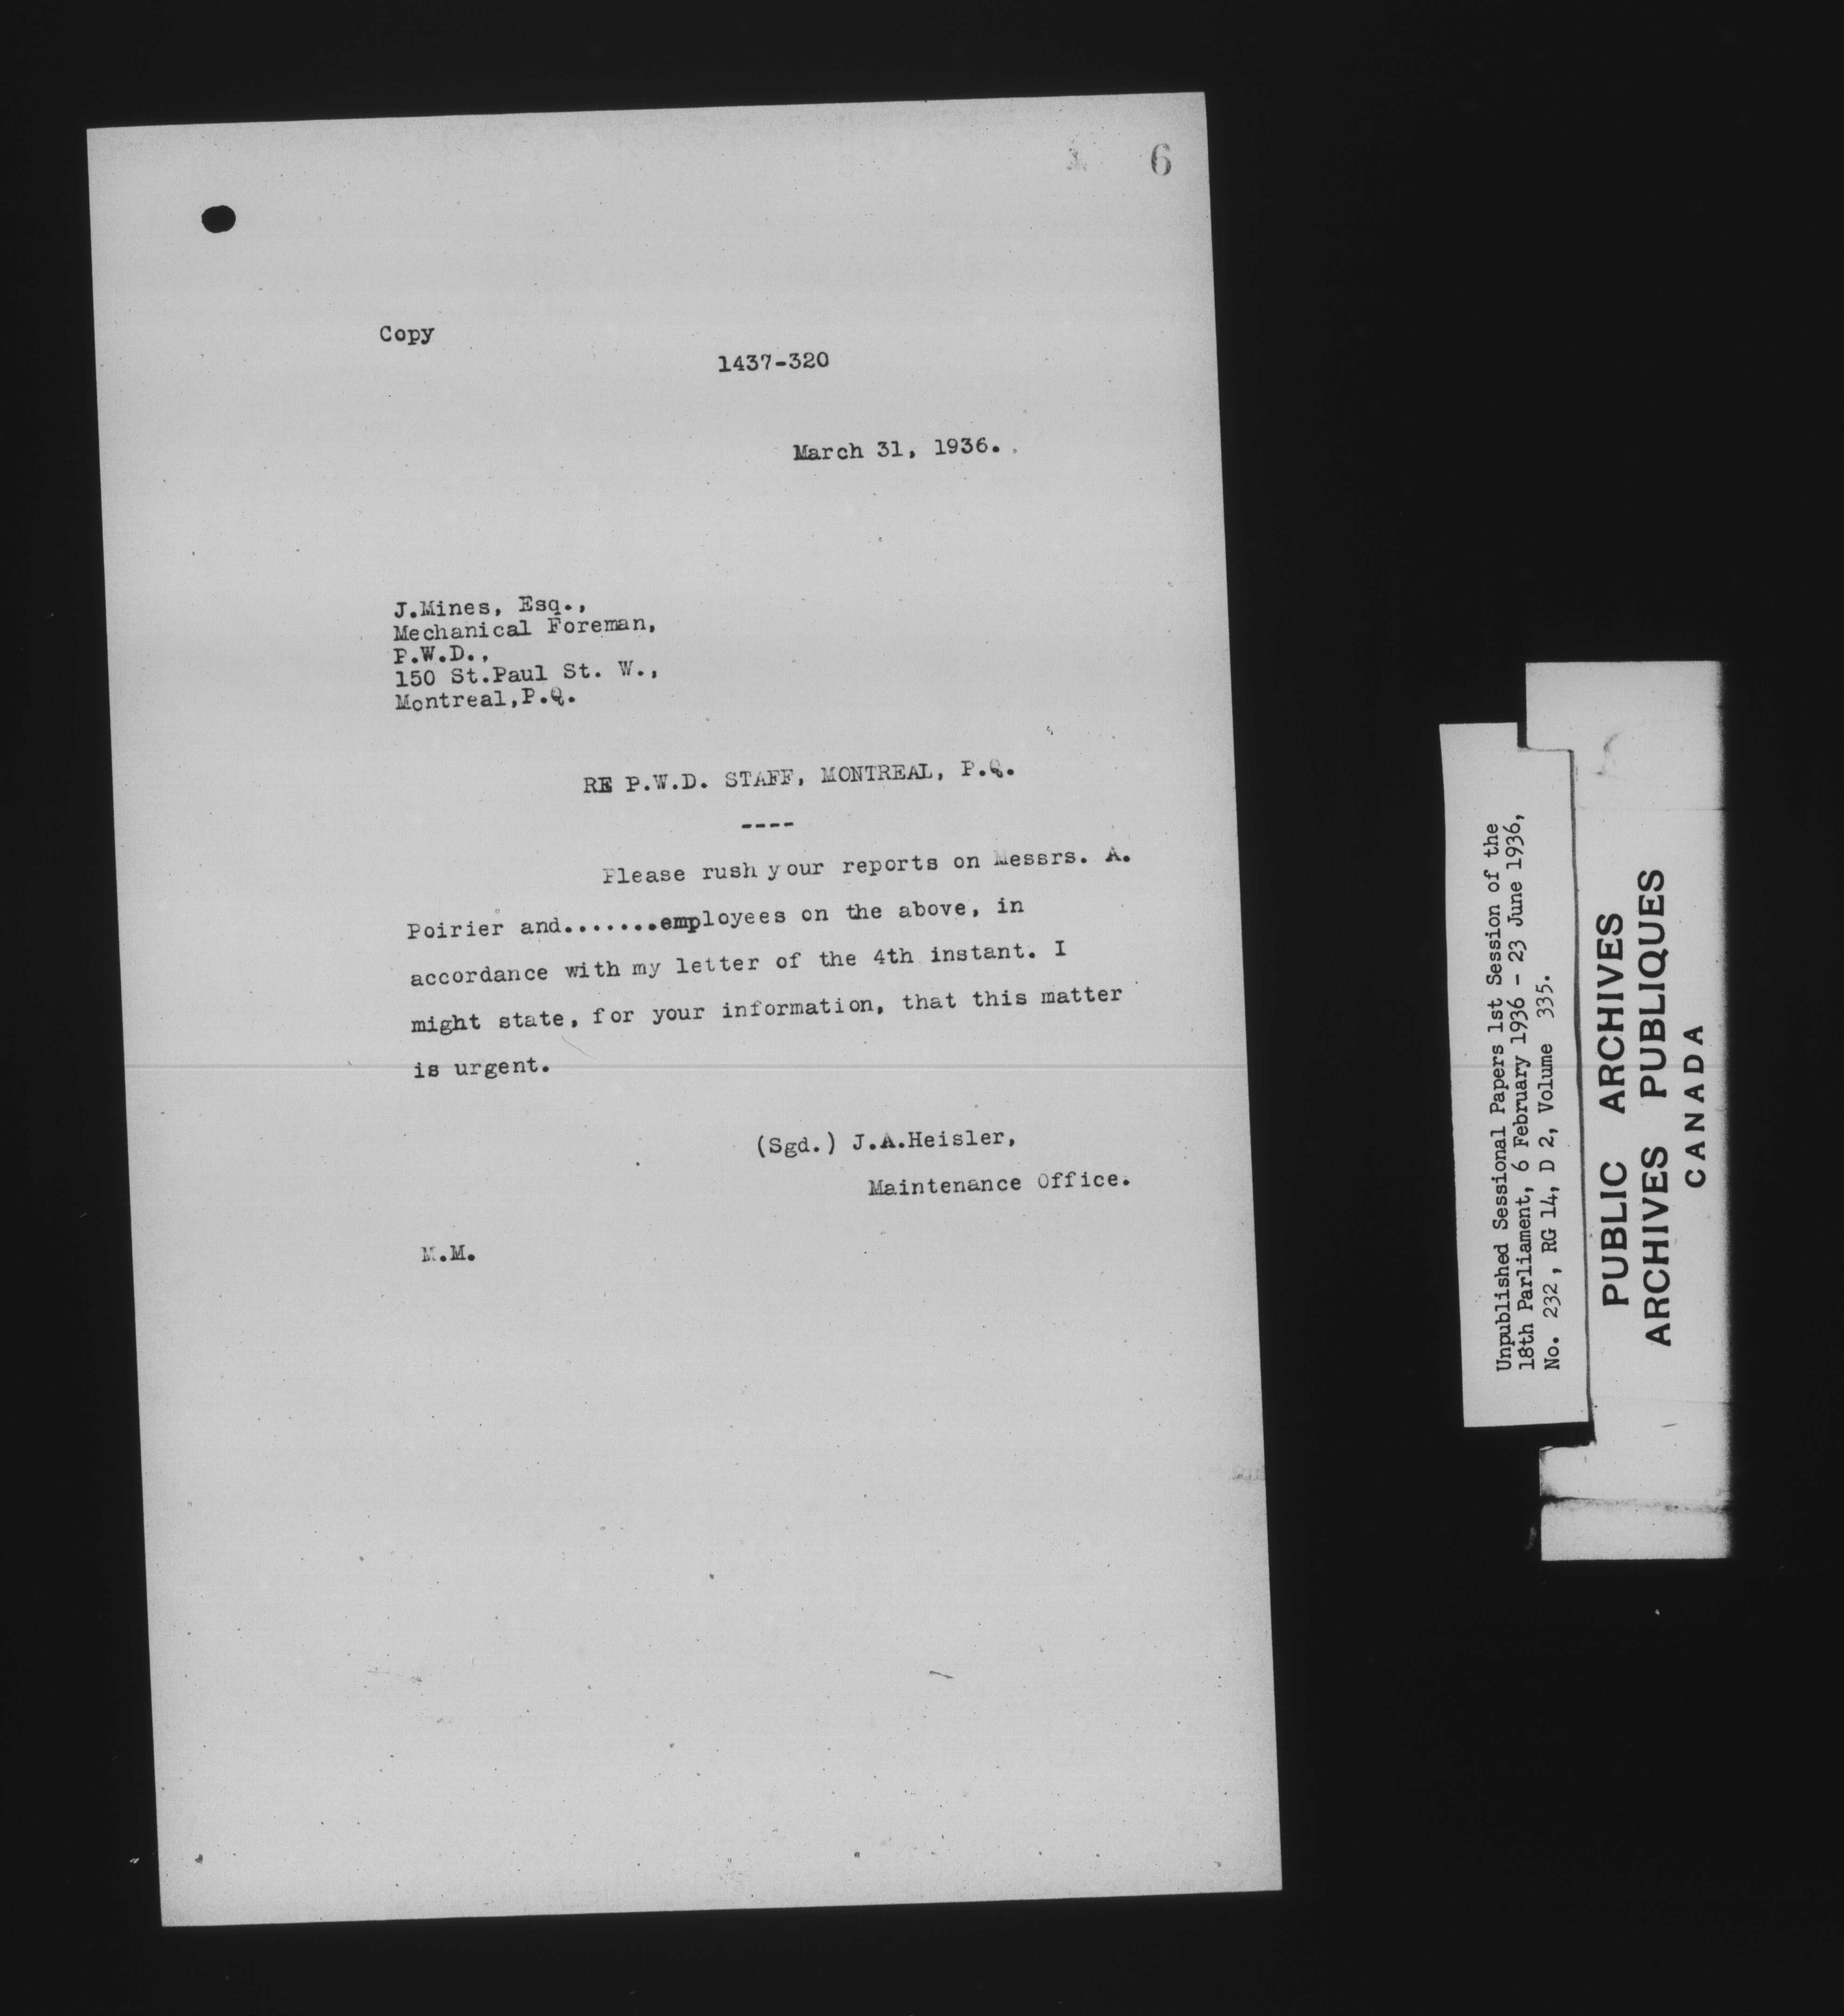 6
Copy
1437-320
March 31, 1936.
J.Mines, Esq.,
Mechanical Foreman,
P.W.D.,
150 St.Paul St. W.,
Montreal,P.Q.
RE P.W.D. STAFF, MONTREAL, P.Q.
----
Please rush your reports on Messrs. A.
Poirier and.......employees on the above, in
accordance with my letter of the 4th instant. I
might state, for your information, that this matter
is urgent.
(Sgd.) J.A.Heisler,
Maintenance Office.
M.M.
Unpublished Sessional Papers 1st Session of the
18th Parliament, 6 February 1936 - 23 June 1936,
No. 232, RG 14, D 2, Volume 335.
PUBLIC ARCHIVES
ARCHIVES PUBLIQUES
CANADA